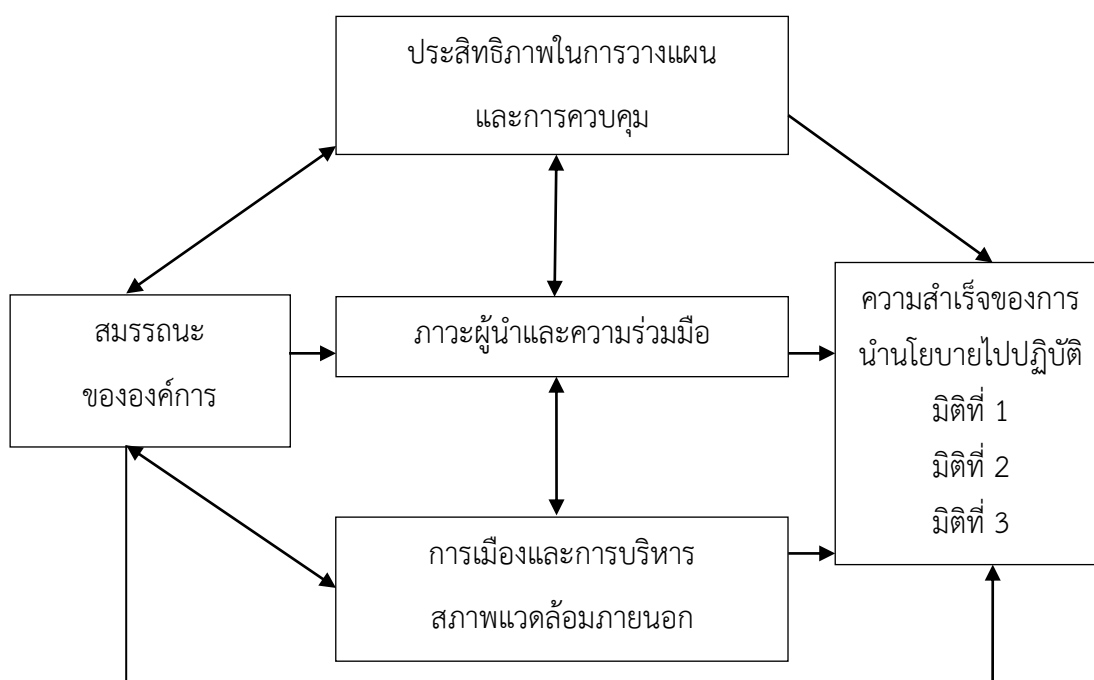 ประสิทธิภาพในการวางแผน
และการควบคุม
สมรรถนะ
ขององค์การ
ภาวะผู้นำและความร่วมมือ
ความสำเร็จของการ
นำนโยบายไปปฏิบัติ
มิติที่ 1
มิติที่ 2
มิติที่ 3
การเมืองและการบริหาร
สภาพแวดล้อมภายนอก